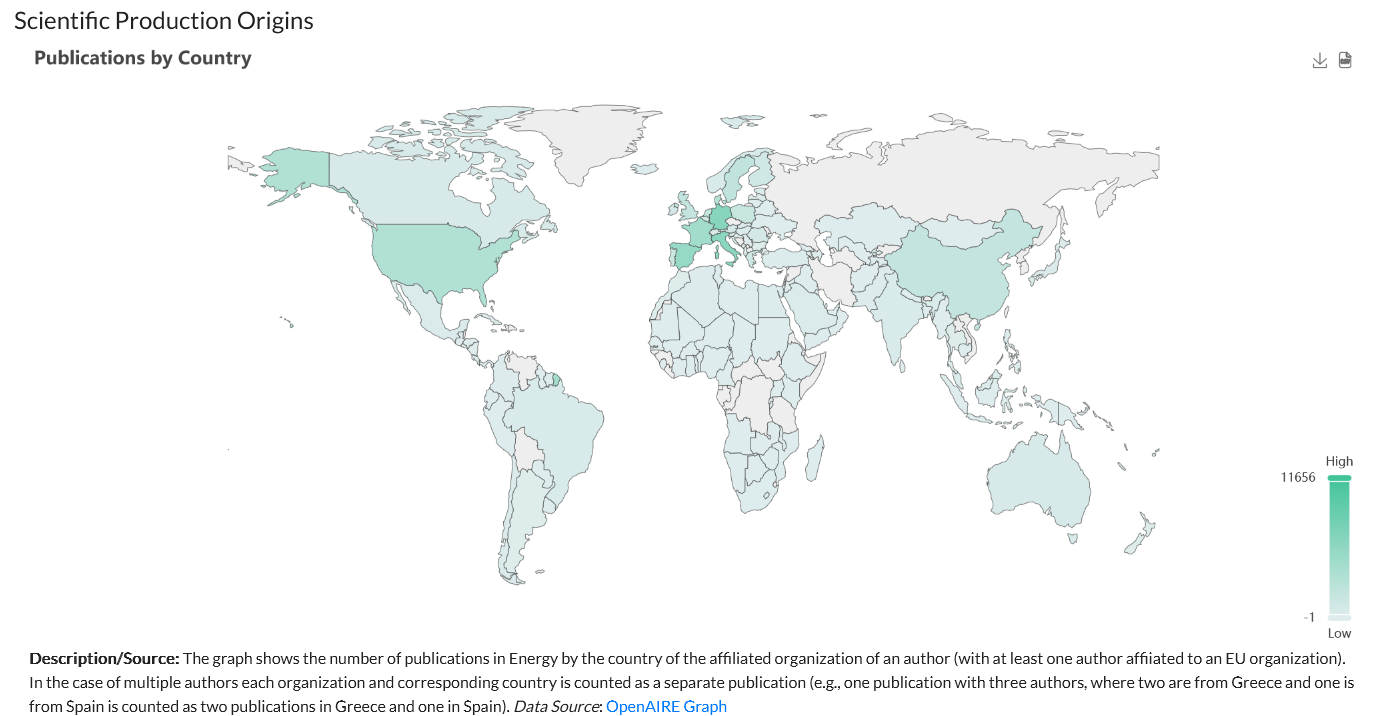 Scientific Production Origins
Publications by Country
High
11656
-1
Low
Description/Source: The graph shows the number of publications in Energy by the country of the affiliated organization of an author (with at least one author affiiated to an EU organization).
In the case of multiple authors each organization and corresponding country is counted as a separate publication (e.g., one publication with three authors, where two are from Greece and one is
from Spain is counted as two publications in Greece and one in Spain). Data Source: OpenAIRE Graph